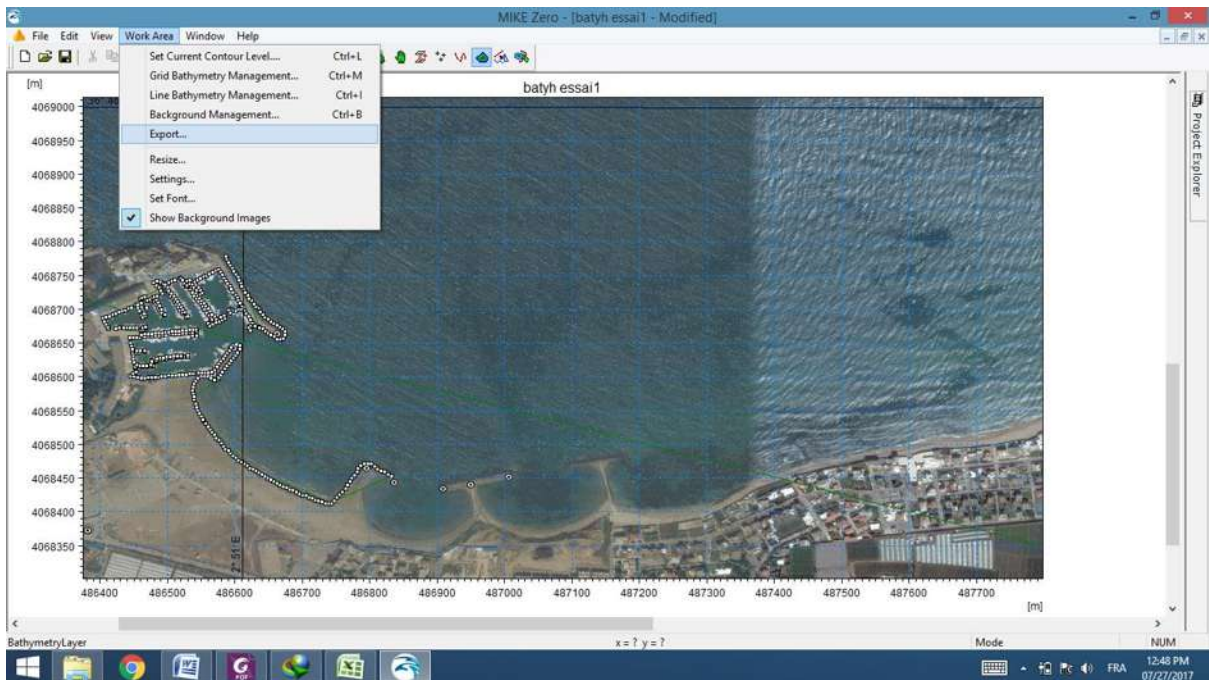 MIKE Zero - [batyh essai1 - Modified]
File Edit View Work Area Window Help
Set Current Contour Level.... Ctrl+L
Grid Bathymetry Management... Ctrl+M
Line Bathymetry Management... Ctrl+I
Background Management... Ctrl+B
Export...
Resize...
Settings...
Set Font...
Show Background Images
[m]
batyh essai1
Project Explorer
4069000
4068950
4068900
4068850
4068800
4068750
4068700
4068650
4068600
4068550
4068500
4068450
4068400
4068350
2° 51' E
486400 486500 486600 486700 486800 486900 487000 487100 487200 487300 487400 487500 487600 487700
[m]
BathymetryLayer x = ? y = ? Mode NUM
FRA 12:48 PM
07/27/2017